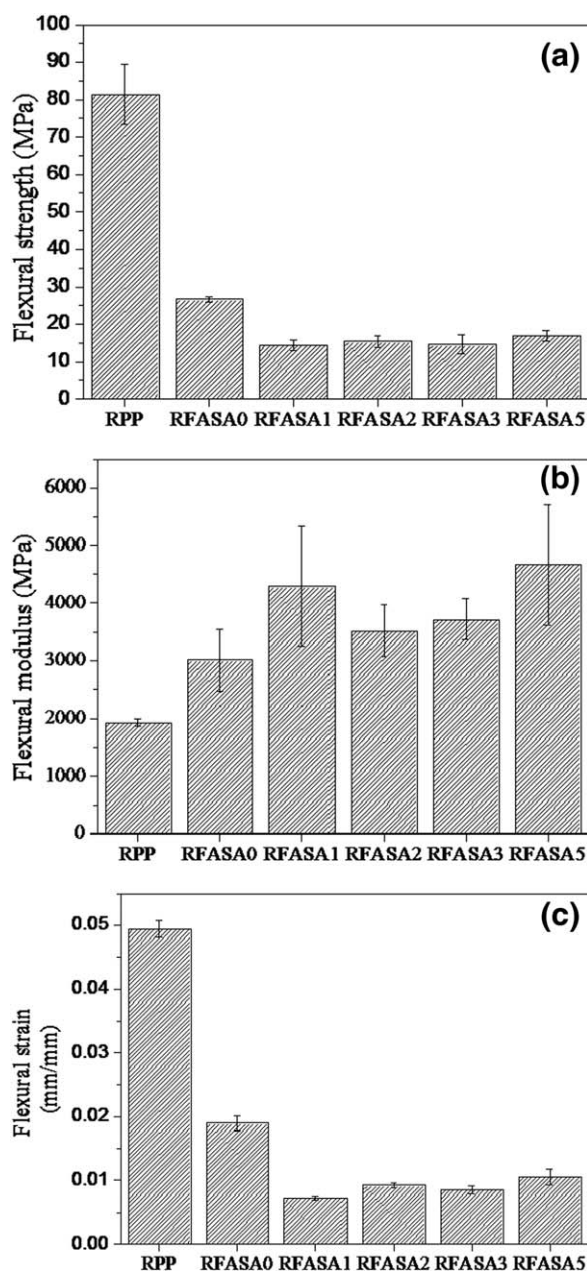 (a)
Flexural strength (MPa)
100
90
80
70
60
50
40
30
20
10
0
RPP RFASA0 RFASA1 RFASA2 RFASA3 RFASA5
(b)
Flexural modulus (MPa)
6000
5000
4000
3000
2000
1000
0
RPP RFASA0 RFASA1 RFASA2 RFASA3 RFASA5
(c)
Flexural strain
(mm/mm)
0.05
0.04
0.03
0.02
0.01
0.00
RPP RFASA0 RFASA1 RFASA2 RFASA3 RFASA5